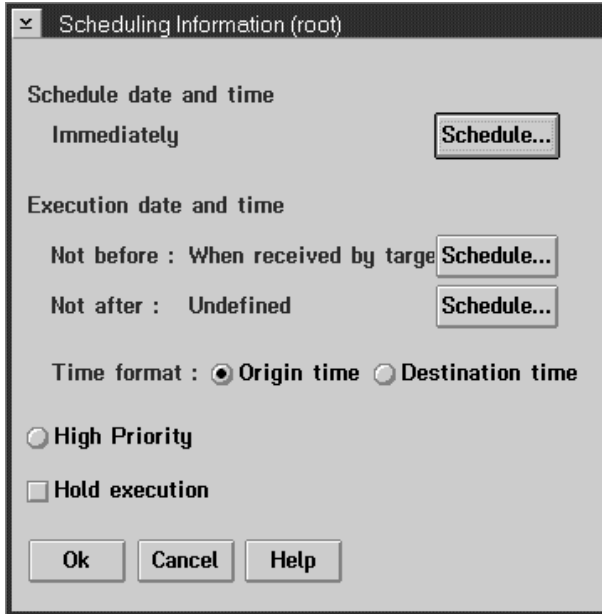 Scheduling Information (root)
Schedule date and time
Immediately Schedule...
Execution date and time
Not before : When received by targe Schedule...
Not after : Undefined Schedule...
Time format : Origin time Destination time
High Priority
Hold execution
Ok Cancel Help